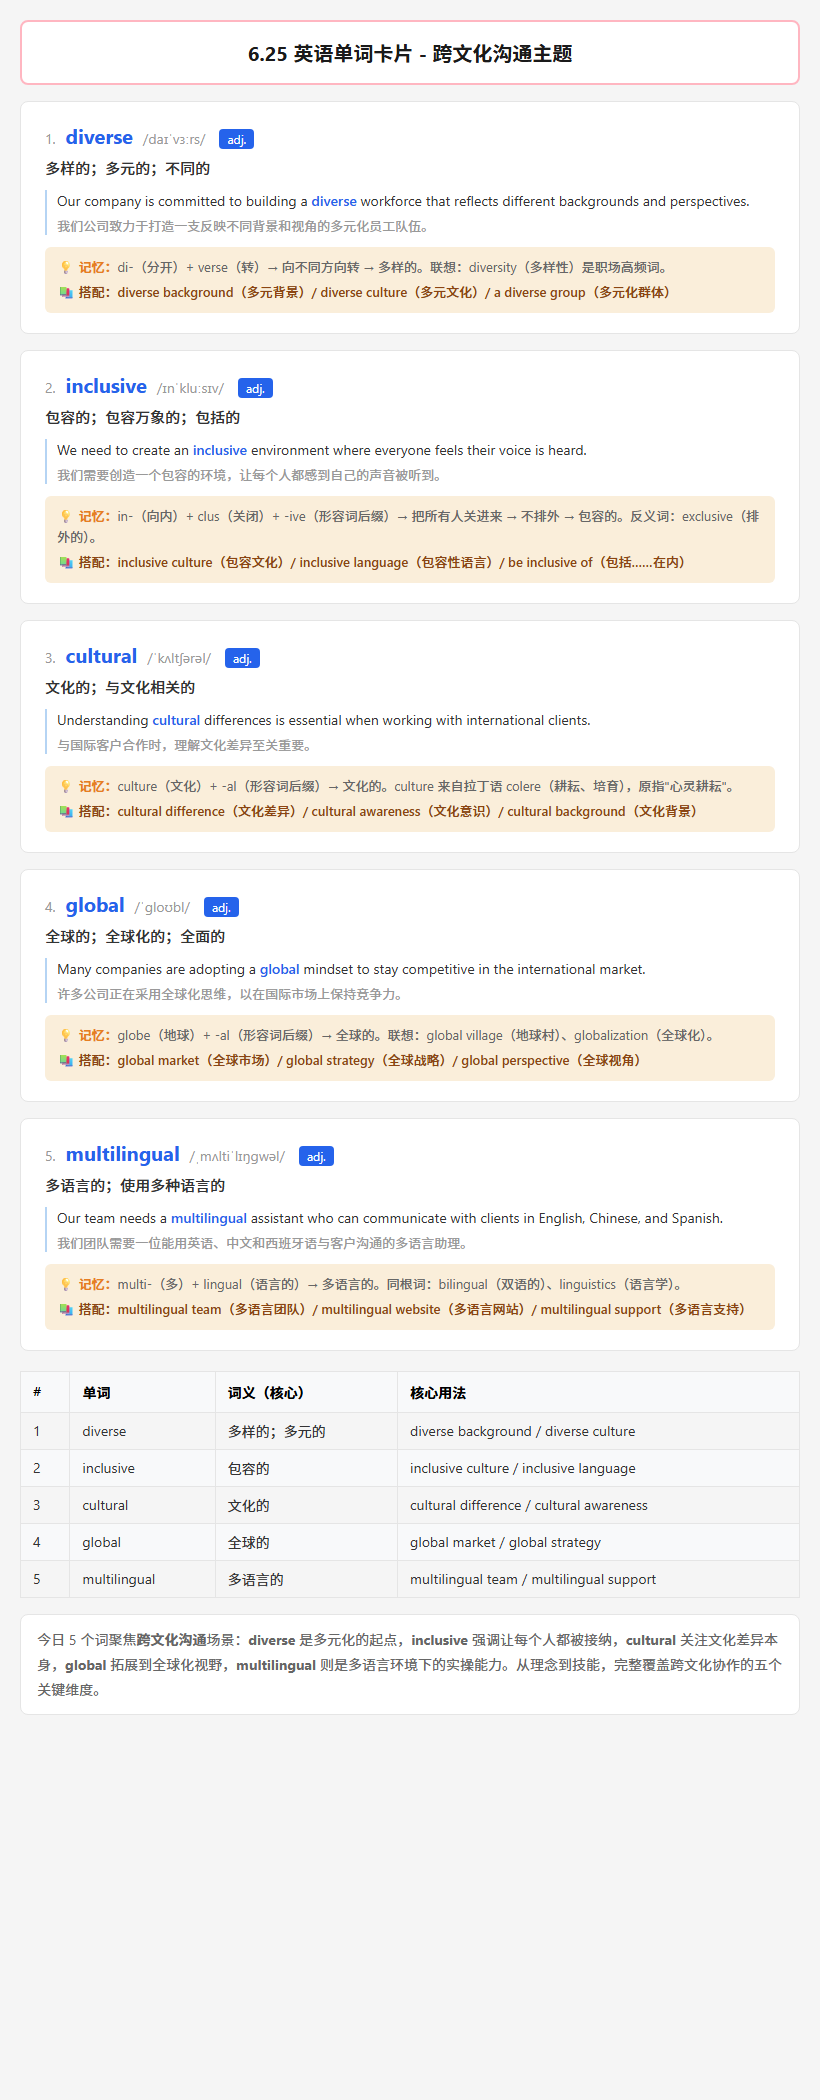 6.25 英语单词卡片 - 跨文化沟通主题
1. diverse /daɪˈvɜːrs/ adj.
多样的；多元的；不同的
Our company is committed to building a diverse workforce that reflects different backgrounds and perspectives.
我们公司致力于打造一支反映不同背景和视角的多元化员工队伍。
💡 记忆：di-（分开）+ verse（转）→ 向不同方向转 → 多样的。联想：diversity（多样性）是职场高频词。
📚 搭配：diverse background（多元背景）/ diverse culture（多元文化）/ a diverse group（多元化群体）
2. inclusive /ɪnˈkluːsɪv/ adj.
包容的；包容万象的；包括的
We need to create an inclusive environment where everyone feels their voice is heard.
我们需要创造一个包容的环境，让每个人都感到自己的声音被听到。
💡 记忆：in-（向内）+ clus（关闭）+ -ive（形容词后缀）→ 把所有人关进来 → 不排外 → 包容的。反义词：exclusive（排
外的）。
📚 搭配：inclusive culture（包容文化）/ inclusive language（包容性语言）/ be inclusive of（包括……在内）
3. cultural /ˈkʌltʃərəl/ adj.
文化的；与文化相关的
Understanding cultural differences is essential when working with international clients.
与国际客户合作时，理解文化差异至关重要。
💡 记忆：culture（文化）+ -al（形容词后缀）→ 文化的。culture 来自拉丁语 colere（耕耘、培育），原指"心灵耕耘"。
📚 搭配：cultural difference（文化差异）/ cultural awareness（文化意识）/ cultural background（文化背景）
4. global /ˈɡloʊbl/ adj.
全球的；全球化的；全面的
Many companies are adopting a global mindset to stay competitive in the international market.
许多公司正在采用全球化思维，以在国际市场上保持竞争力。
💡 记忆：globe（地球）+ -al（形容词后缀）→ 全球的。联想：global village（地球村）、globalization（全球化）。
📚 搭配：global market（全球市场）/ global strategy（全球战略）/ global perspective（全球视角）
5. multilingual /ˌmʌltiˈlɪŋɡwəl/ adj.
多语言的；使用多种语言的
Our team needs a multilingual assistant who can communicate with clients in English, Chinese, and Spanish.
我们团队需要一位能用英语、中文和西班牙语与客户沟通的多语言助理。
💡 记忆：multi-（多）+ lingual（语言的）→ 多语言的。同根词：bilingual（双语的）、linguistics（语言学）。
📚 搭配：multilingual team（多语言团队）/ multilingual website（多语言网站）/ multilingual support（多语言支持）
# 单词 词义（核心） 核心用法
1 diverse 多样的；多元的 diverse background / diverse culture
2 inclusive 包容的 inclusive culture / inclusive language
3 cultural 文化的 cultural difference / cultural awareness
4 global 全球的 global market / global strategy
5 multilingual 多语言的 multilingual team / multilingual support
今日 5 个词聚焦跨文化沟通场景：diverse 是多元化的起点，inclusive 强调让每个人都被接纳，cultural 关注文化差异本
身，global 拓展到全球化视野，multilingual 则是多语言环境下的实操能力。从理念到技能，完整覆盖跨文化协作的五个
关键维度。